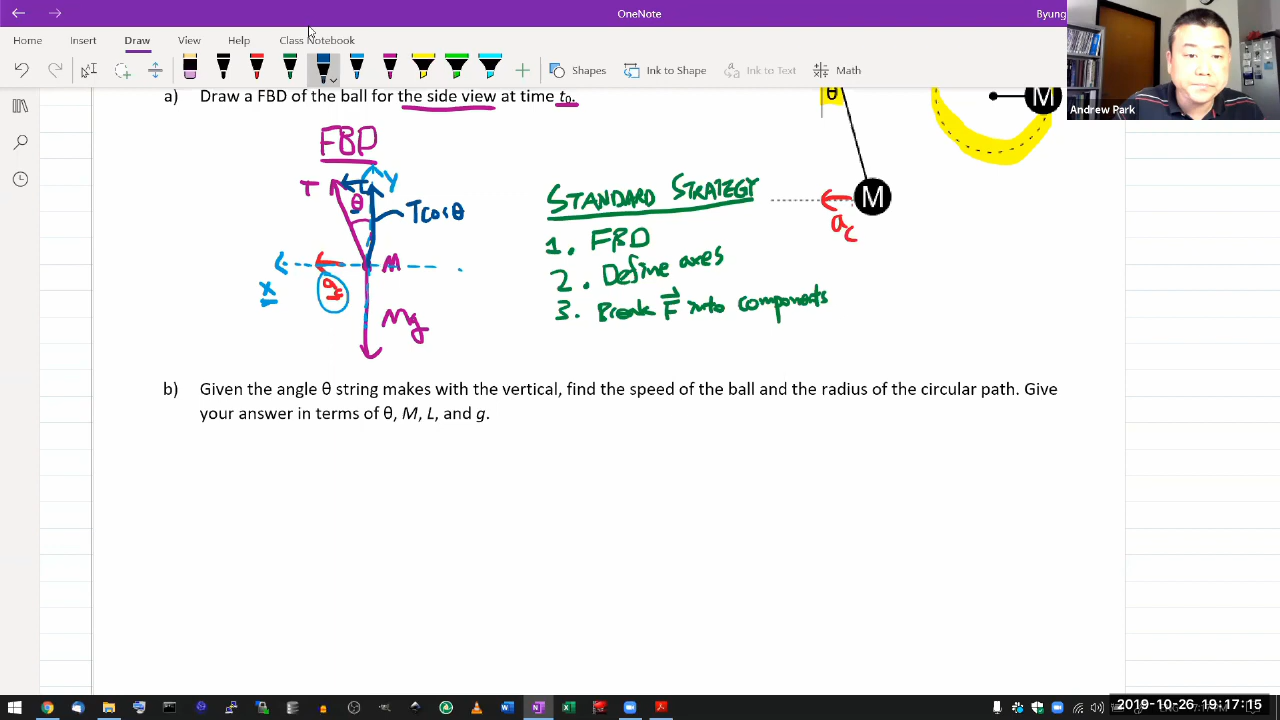 OneNote
Byung
Home Insert Draw View Help Class Notebook
Shapes Ink to Shape Ink to Text Math
a) Draw a FBD of the ball for the side view at time t₀.
θ
M
Andrew Park
FBD
T
y
θ
Tcosθ
STANDARD STRATEGY
M
a_c
1. FBD
M
x
a_c
2. Define axes
Mg
3. Break F⃗ into components
b) Given the angle θ string makes with the vertical, find the speed of the ball and the radius of the circular path. Give
your answer in terms of θ, M, L, and g.
2019-10-26 19:17:15